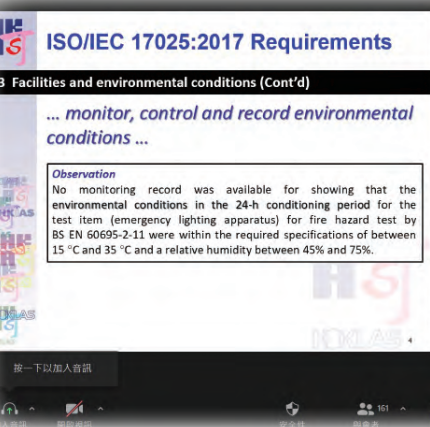 ISO/IEC 17025:2017 Requirements
3 Facilities and environmental conditions (Cont'd)
... monitor, control and record environmental
conditions ...
Observation
No monitoring record was available for showing that the
environmental conditions in the 24-h conditioning period for the
test item (emergency lighting apparatus) for fire hazard test by
BS EN 60695-2-11 were within the required specifications of between
15 °C and 35 °C and a relative humidity between 45% and 75%.
HKLAS
4
按一下以加入音訊
161